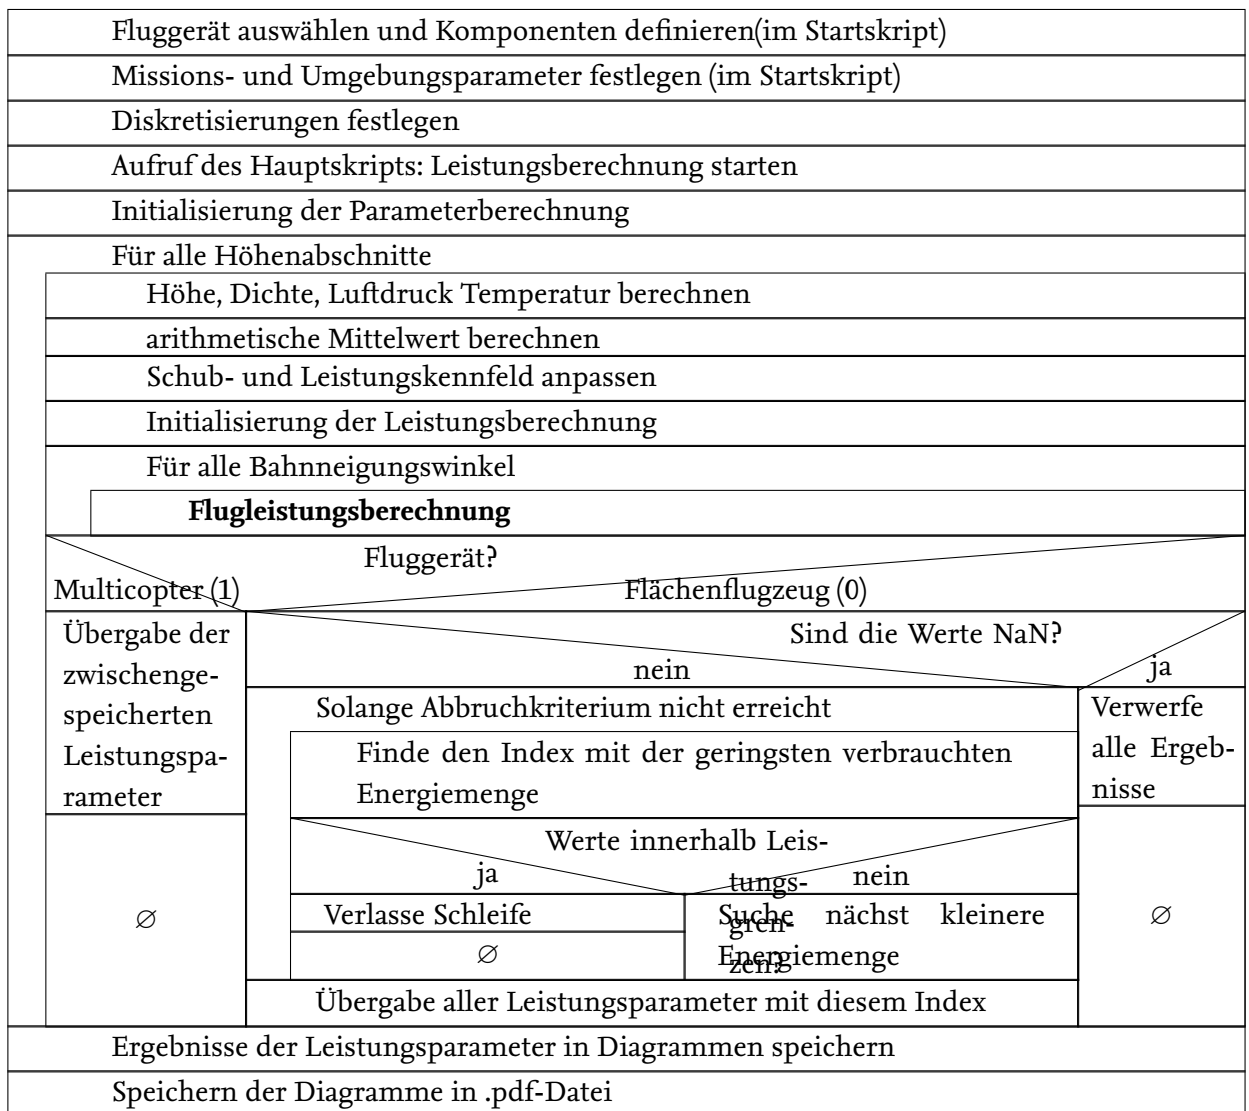 Fluggerät auswählen und Komponenten definieren(im Startskript)
Missions- und Umgebungsparameter festlegen (im Startskript)
Diskretisierungen festlegen
Aufruf des Hauptskripts: Leistungsberechnung starten
Initialisierung der Parameterberechnung
Für alle Höhenabschnitte
Höhe, Dichte, Luftdruck Temperatur berechnen
arithmetische Mittelwert berechnen
Schub- und Leistungskennfeld anpassen
Initialisierung der Leistungsberechnung
Für alle Bahnneigungswinkel
Flugleistungsberechnung
Fluggerät?
Multicopter (1)
Flächenflugzeug (0)
Übergabe der
zwischenge-
speicherten
Leistungspa-
rameter
∅
Sind die Werte NaN?
nein
ja
Solange Abbruchkriterium nicht erreicht
Finde den Index mit der geringsten verbrauchten
Energiemenge
Werte innerhalb Leis-
tungs-
gren-
zen?
ja
nein
Verlasse Schleife
∅
Suche nächst kleinere
Energiemenge
Übergabe aller Leistungsparameter mit diesem Index
Verwerfe
alle Ergeb-
nisse
∅
Ergebnisse der Leistungsparameter in Diagrammen speichern
Speichern der Diagramme in .pdf-Datei